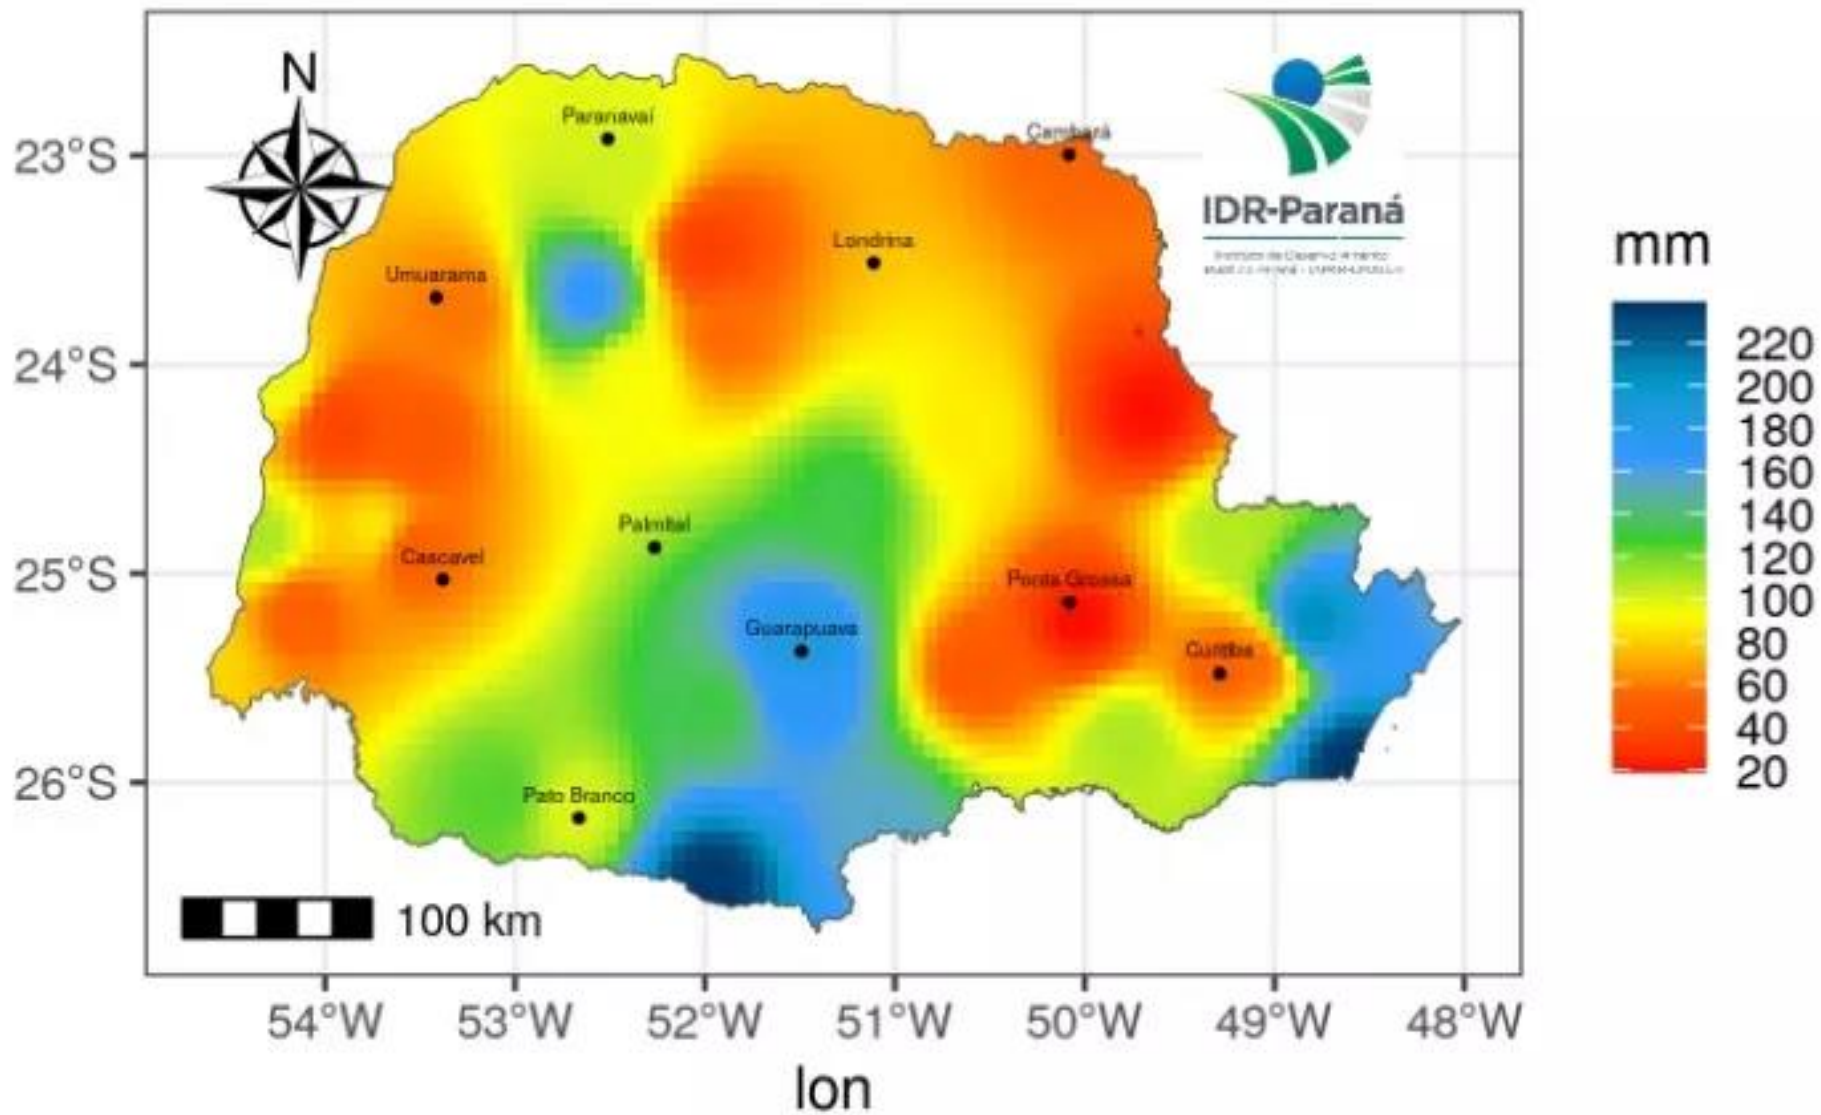 N
Paranavaí
Cambará
23°S
IDR-Paraná
Londrina
Umuarama
mm
24°S
220
200
180
160
140
120
100
80
60
40
20
Palmital
Cascavel
25°S
Ponta Grossa
Guarapuava
Curitiba
26°S
Pato Branco
100 km
54°W 53°W 52°W 51°W 50°W 49°W 48°W
lon